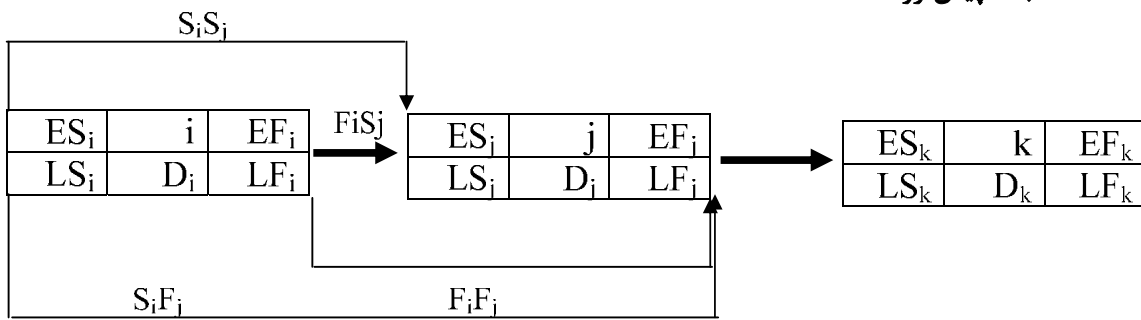 SiSj
ESi i EFi
LSi Di LFi
FiSj
ESj j EFj
LSj Dj LFj
ESk k EFk
LSk Dk LFk
SiFj FiFj